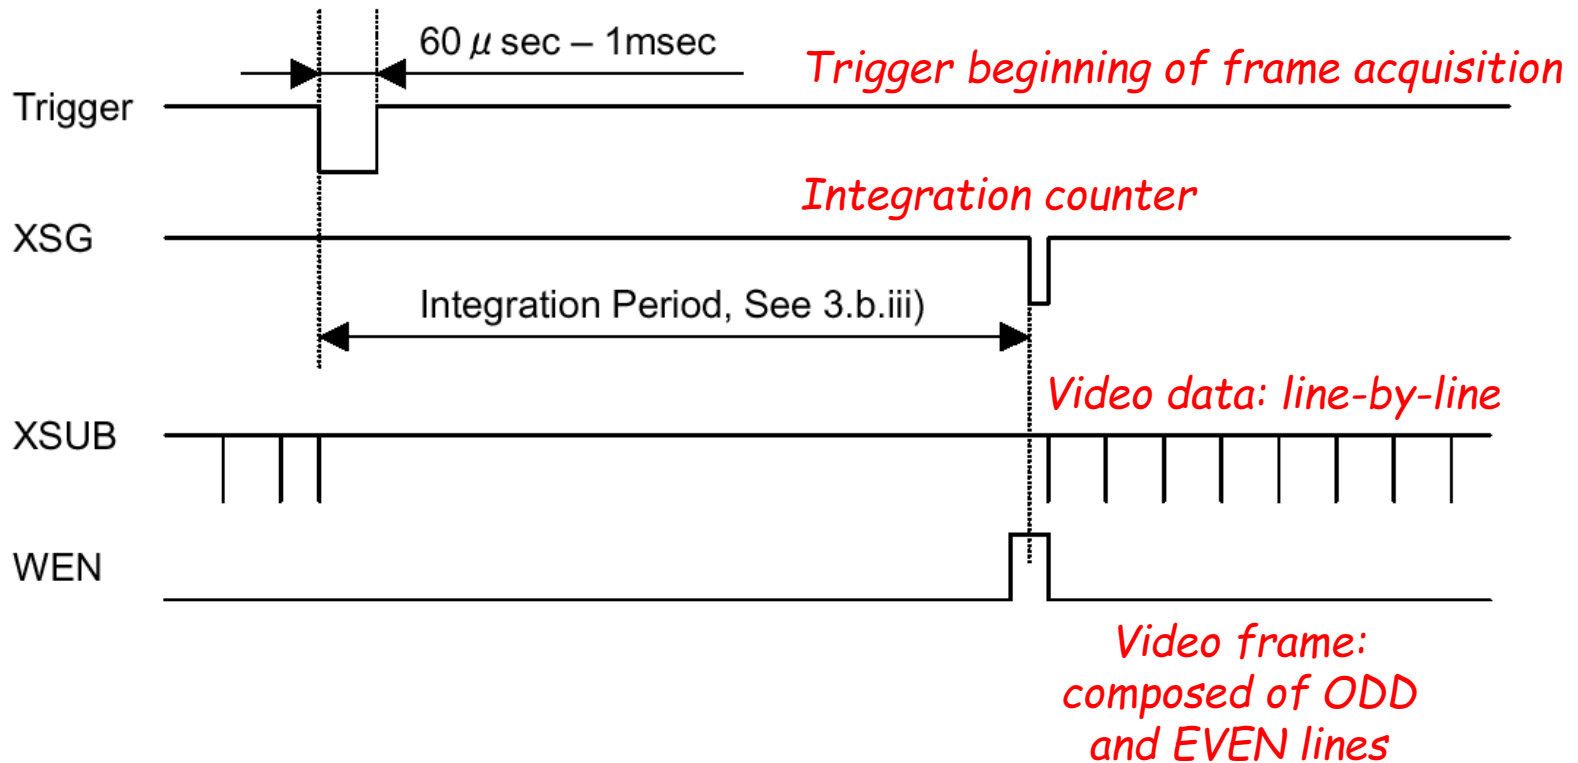 60 μ sec – 1msec
Trigger beginning of frame acquisition
Trigger
Integration counter
XSG
Integration Period, See 3.b.iii)
Video data: line-by-line
XSUB
WEN
Video frame:
composed of ODD
and EVEN lines